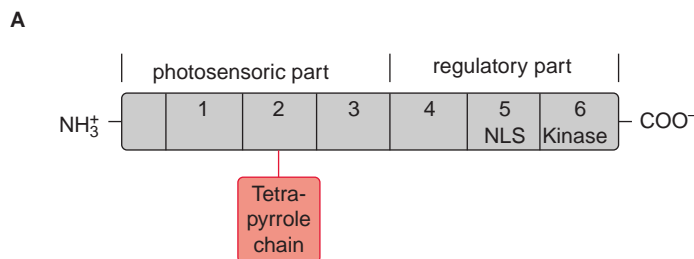 A
photosensoric part
regulatory part
NH₃⁺
1
2
3
4
5
NLS
6
Kinase
COO⁻
Tetra-
pyrrole
chain